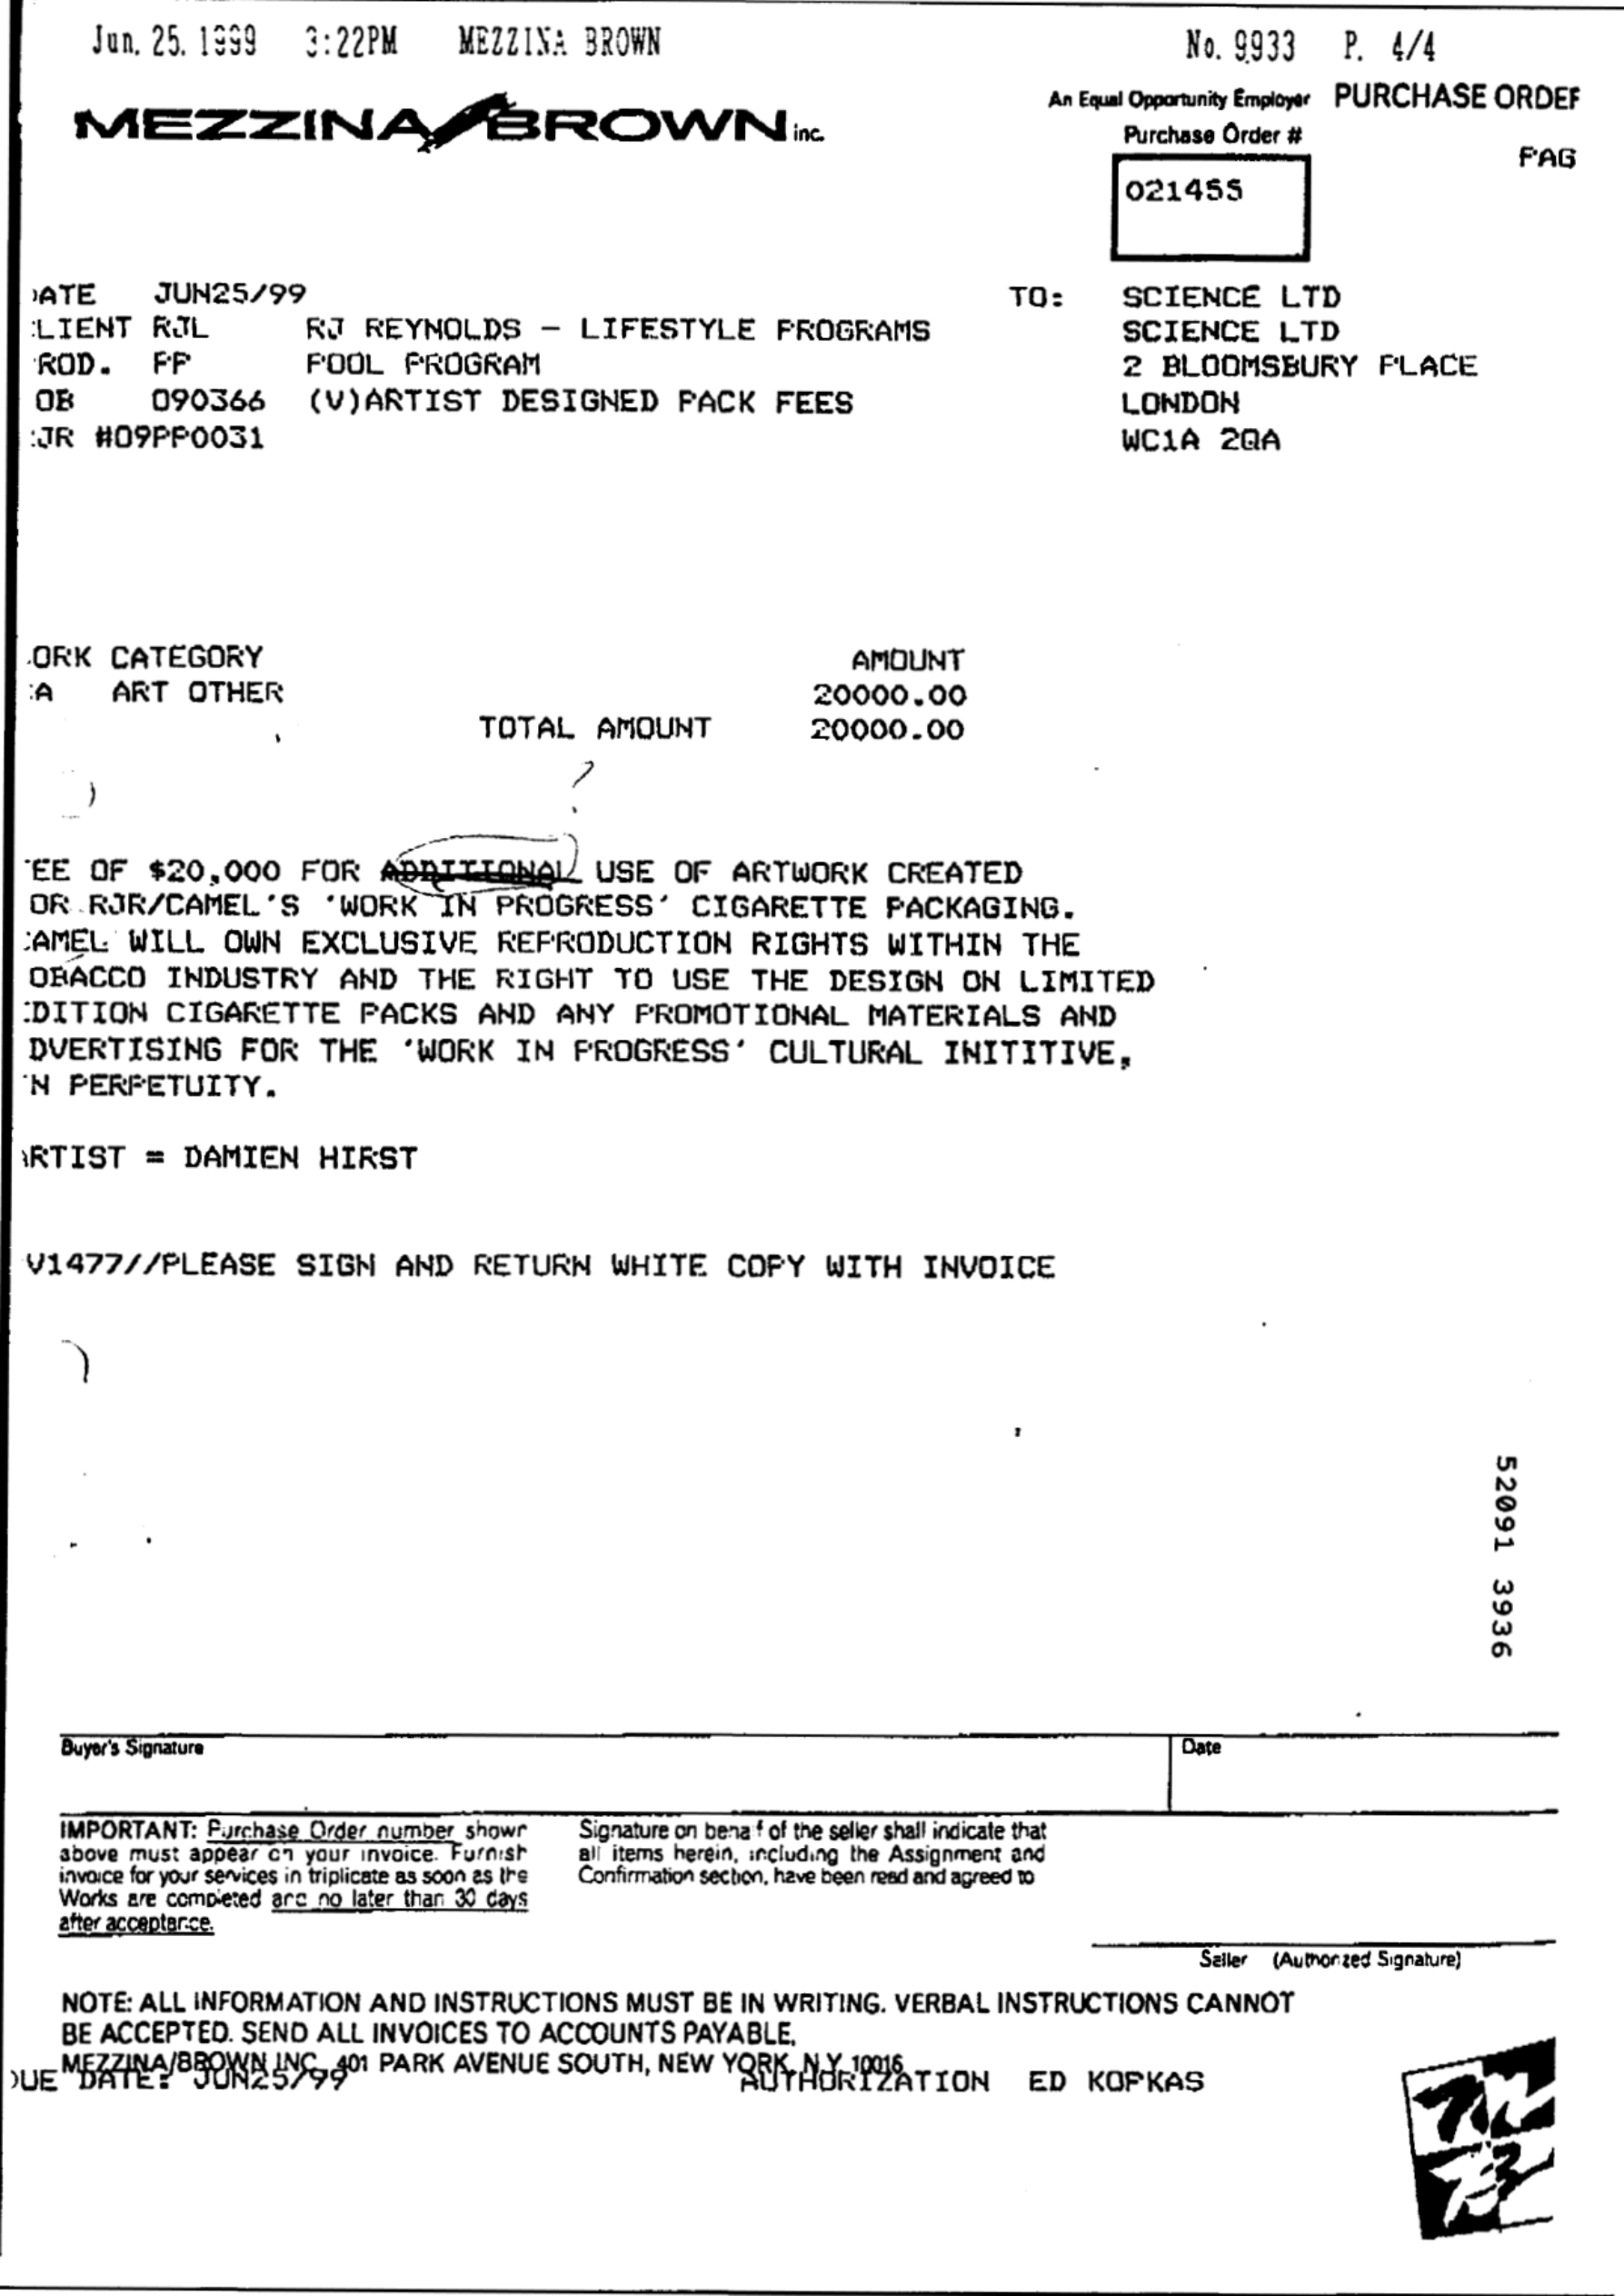 Jun. 25. 1999 3:22PM MEZZINA BROWN No. 9933 P. 4/4
MEZZINA/BROWN inc.
An Equal Opportunity Employer PURCHASE ORDER
Purchase Order #
PAG
021455
DATE JUN25/99
CLIENT RJL RJ REYNOLDS - LIFESTYLE PROGRAMS
PROD. PP POOL PROGRAM
JOB 090366 (V)ARTIST DESIGNED PACK FEES
RJR #09PP0031
TO: SCIENCE LTD
SCIENCE LTD
2 BLOOMSBURY PLACE
LONDON
WC1A 2QA
ORK CATEGORY AMOUNT
A ART OTHER 20000.00
TOTAL AMOUNT 20000.00
?
EE OF $20,000 FOR ADDITIONAL USE OF ARTWORK CREATED
OR RJR/CAMEL'S 'WORK IN PROGRESS' CIGARETTE PACKAGING.
CAMEL WILL OWN EXCLUSIVE REPRODUCTION RIGHTS WITHIN THE
OBACCO INDUSTRY AND THE RIGHT TO USE THE DESIGN ON LIMITED
EDITION CIGARETTE PACKS AND ANY PROMOTIONAL MATERIALS AND
DVERTISING FOR THE 'WORK IN PROGRESS' CULTURAL INITITIVE,
N PERPETUITY.
ARTIST = DAMIEN HIRST
V1477//PLEASE SIGN AND RETURN WHITE COPY WITH INVOICE
52091 3936
Buyer's Signature Date
IMPORTANT: Purchase Order number shown
above must appear on your invoice. Furnish
invoice for your services in triplicate as soon as the
Works are completed and no later than 30 days
after acceptance.
Signature on behalf of the seller shall indicate that
all items herein, including the Assignment and
Confirmation section, have been read and agreed to
Seller (Authorized Signature)
NOTE: ALL INFORMATION AND INSTRUCTIONS MUST BE IN WRITING. VERBAL INSTRUCTIONS CANNOT
BE ACCEPTED. SEND ALL INVOICES TO ACCOUNTS PAYABLE,
MEZZINA/BROWN INC. 401 PARK AVENUE SOUTH, NEW YORK, N.Y. 10016
DUE DATE: JUN25/99 AUTHORIZATION ED KOPKAS